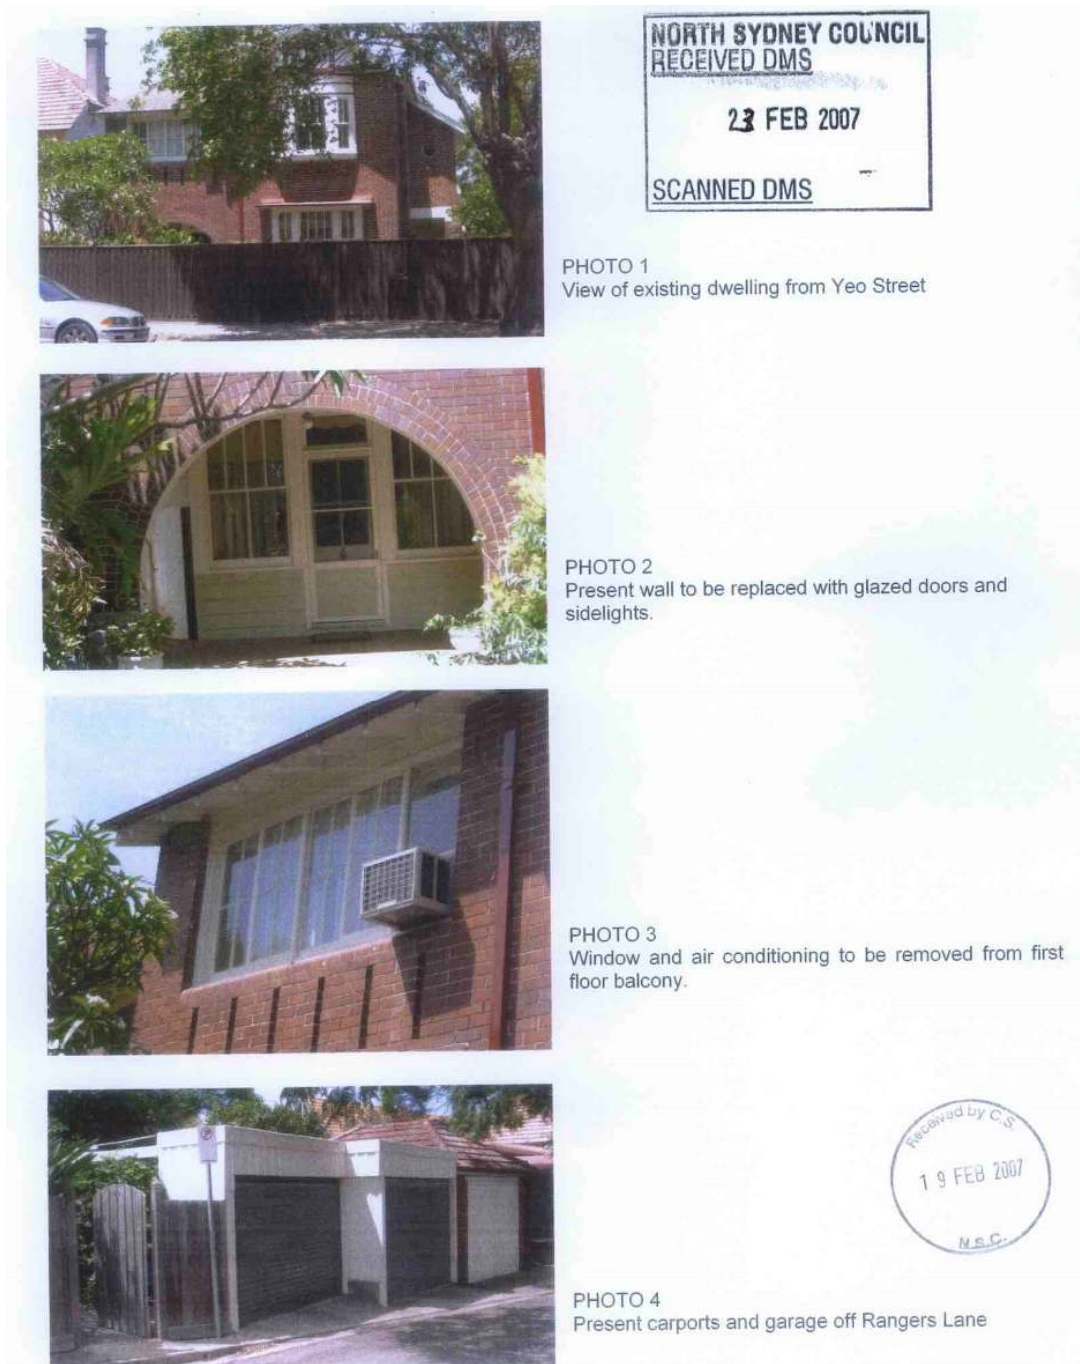 NORTH SYDNEY COUNCIL
RECEIVED DMS
23 FEB 2007
SCANNED DMS
PHOTO 1
View of existing dwelling from Yeo Street
PHOTO 2
Present wall to be replaced with glazed doors and
sidelights.
PHOTO 3
Window and air conditioning to be removed from first
floor balcony.
Received by C.S.
19 FEB 2007
N.S.C.
PHOTO 4
Present carports and garage off Rangers Lane